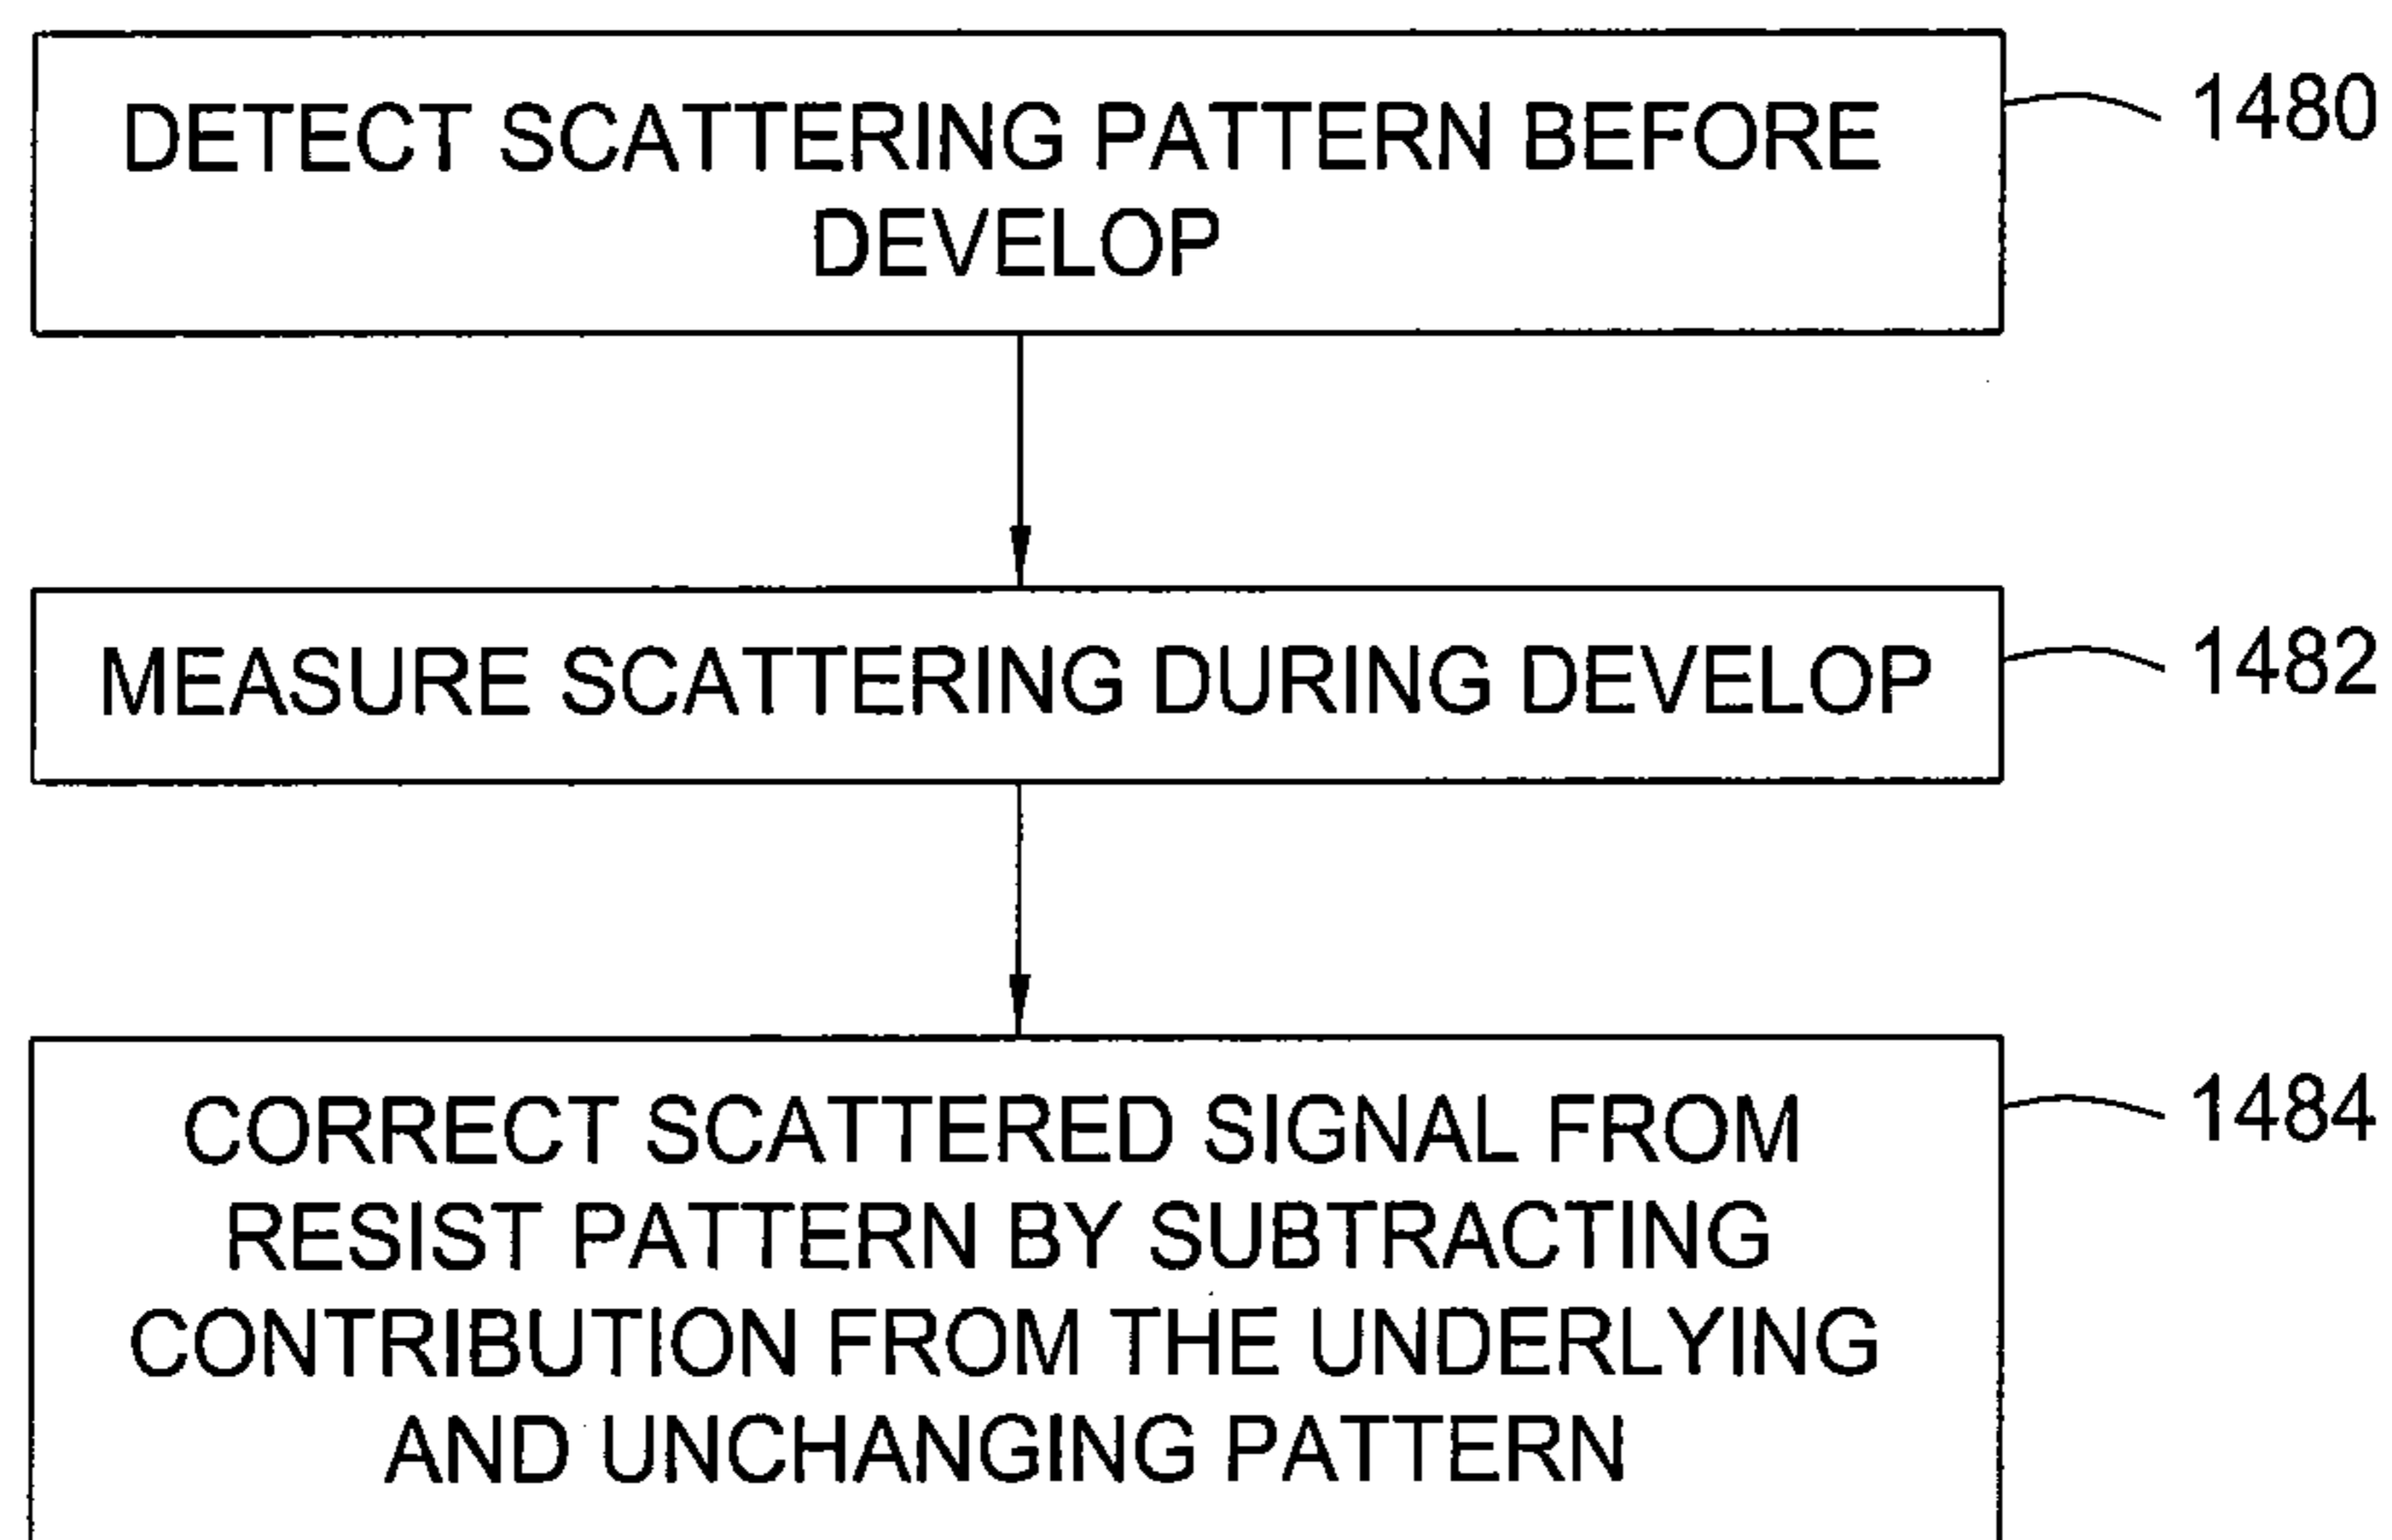 DETECT SCATTERING PATTERN BEFORE
DEVELOP
1480
MEASURE SCATTERING DURING DEVELOP
1482
CORRECT SCATTERED SIGNAL FROM
RESIST PATTERN BY SUBTRACTING
CONTRIBUTION FROM THE UNDERLYING
AND UNCHANGING PATTERN
1484